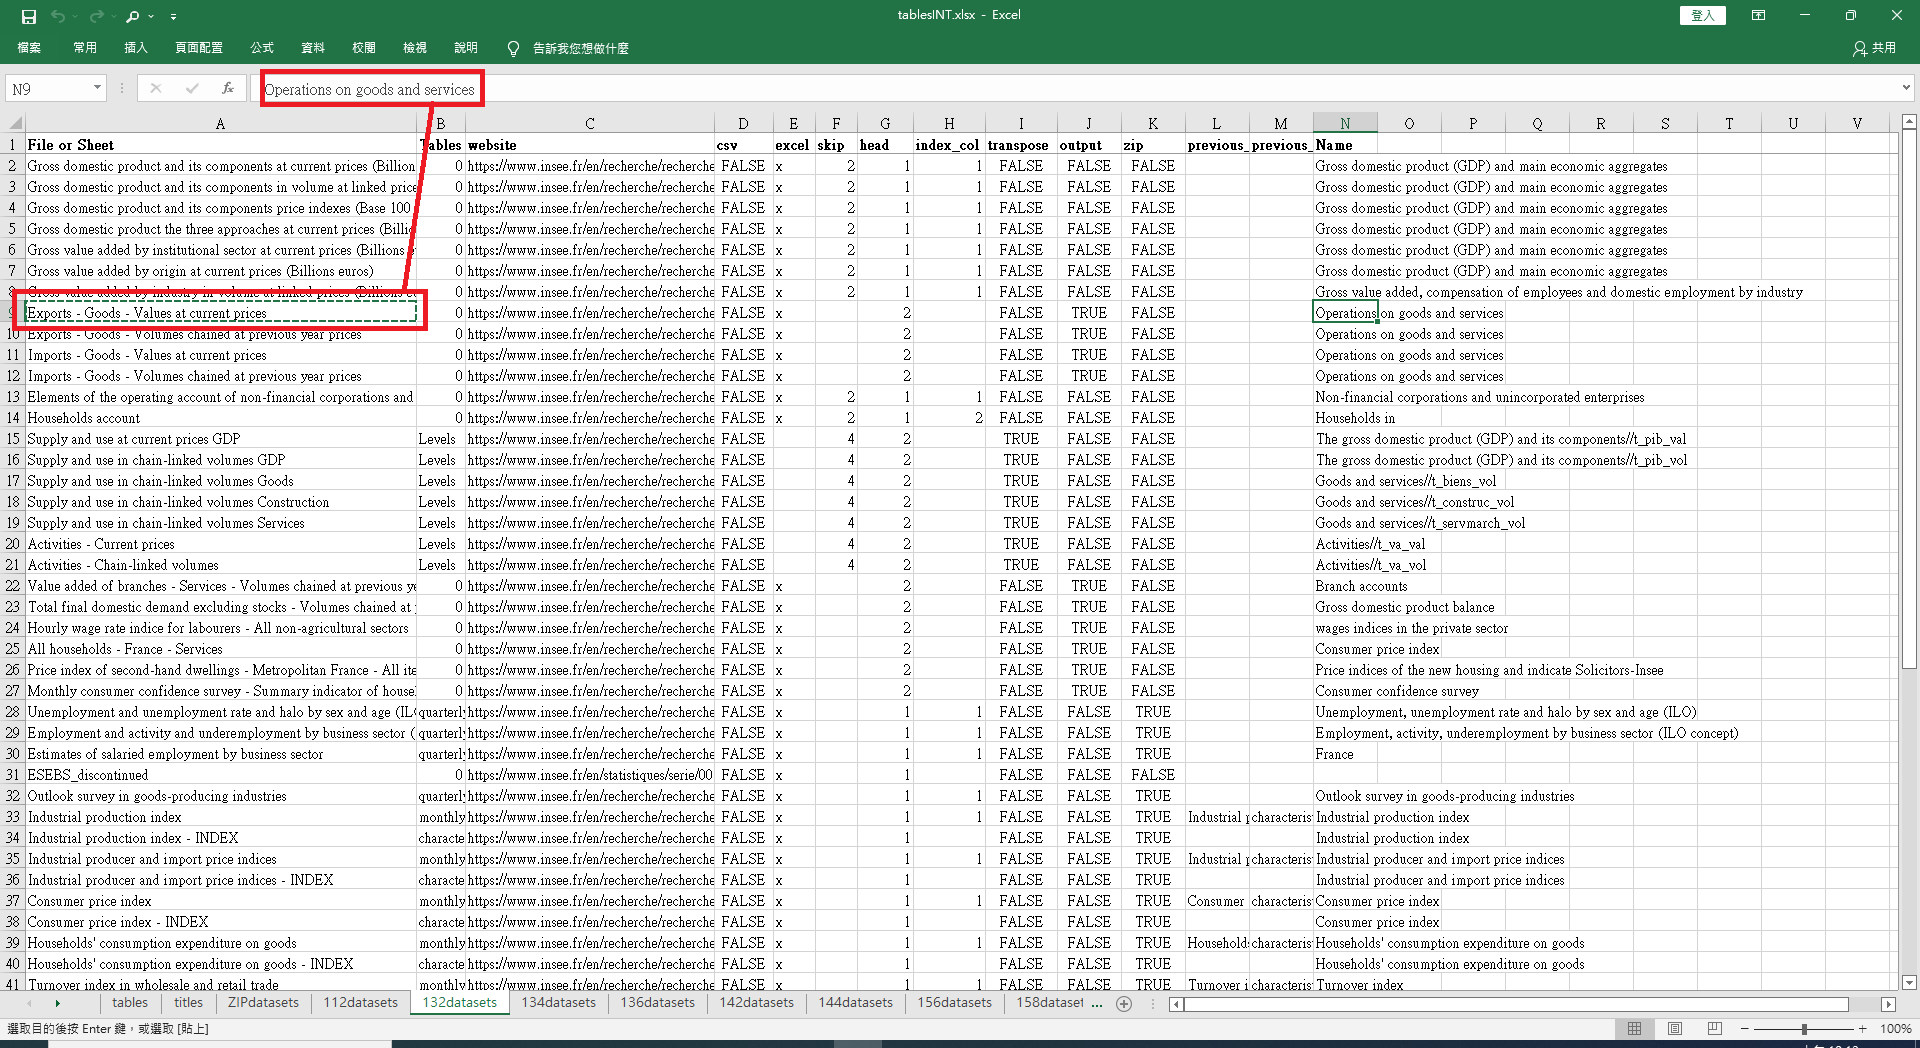 tablesINT.xlsx - Excel
登入
檔案 常用 插入 頁面配置 公式 資料 校閱 檢視 說明 告訴我您想做什麼 共用
N9 fx Operations on goods and services
A B C D E F G H I J K L M N O P Q R S T U V
1 File or Sheet Tables website csv excel skip head index_col transpose output zip previous_ previous_ Name
2 Gross domestic product and its components at current prices (Billion 0 https://www.insee.fr/en/recherche/recherche FALSE x 2 1 1 FALSE FALSE FALSE Gross domestic product (GDP) and main economic aggregates
3 Gross domestic product and its components in volume at linked price 0 https://www.insee.fr/en/recherche/recherche FALSE x 2 1 1 FALSE FALSE FALSE Gross domestic product (GDP) and main economic aggregates
4 Gross domestic product and its components price indexes (Base 100 0 https://www.insee.fr/en/recherche/recherche FALSE x 2 1 1 FALSE FALSE FALSE Gross domestic product (GDP) and main economic aggregates
5 Gross domestic product the three approaches at current prices 0 https://www.insee.fr/en/recherche/recherche FALSE x 2 1 1 FALSE FALSE FALSE Gross domestic product (GDP) and main economic aggregates
6 Gross value added by institutional sector at current prices (Billions 0 https://www.insee.fr/en/recherche/recherche FALSE x 2 1 1 FALSE FALSE FALSE Gross domestic product (GDP) and main economic aggregates
7 Gross value added by origin at current prices (Billions euros) 0 https://www.insee.fr/en/recherche/recherche FALSE x 2 1 1 FALSE FALSE FALSE Gross domestic product (GDP) and main economic aggregates
8 Gross value added by industry in volume at linked prices (Billions 0 https://www.insee.fr/en/recherche/recherche FALSE x 2 1 1 FALSE FALSE FALSE Gross value added, compensation of employees and domestic employment by industry
9 Exports - Goods - Values at current prices 0 https://www.insee.fr/en/recherche/recherche FALSE x 2 FALSE TRUE FALSE Operations on goods and services
10 Exports - Goods - Volumes chained at previous year prices 0 https://www.insee.fr/en/recherche/recherche FALSE x 2 FALSE TRUE FALSE Operations on goods and services
11 Imports - Goods - Values at current prices 0 https://www.insee.fr/en/recherche/recherche FALSE x 2 FALSE TRUE FALSE Operations on goods and services
12 Imports - Goods - Volumes chained at previous year prices 0 https://www.insee.fr/en/recherche/recherche FALSE x 2 FALSE TRUE FALSE Operations on goods and services
13 Elements of the operating account of non-financial corporations and 0 https://www.insee.fr/en/recherche/recherche FALSE x 2 1 1 FALSE FALSE FALSE Non-financial corporations and unincorporated enterprises
14 Households account 0 https://www.insee.fr/en/recherche/recherche FALSE x 2 1 2 FALSE FALSE FALSE Households in
15 Supply and use at current prices GDP Levels https://www.insee.fr/en/recherche/recherche FALSE 4 2 TRUE FALSE FALSE The gross domestic product (GDP) and its components//t_pib_val
16 Supply and use in chain-linked volumes GDP Levels https://www.insee.fr/en/recherche/recherche FALSE 4 2 TRUE FALSE FALSE The gross domestic product (GDP) and its components//t_pib_vol
17 Supply and use in chain-linked volumes Goods Levels https://www.insee.fr/en/recherche/recherche FALSE 4 2 TRUE FALSE FALSE Goods and services//t_biens_vol
18 Supply and use in chain-linked volumes Construction Levels https://www.insee.fr/en/recherche/recherche FALSE 4 2 TRUE FALSE FALSE Goods and services//t_construc_vol
19 Supply and use in chain-linked volumes Services Levels https://www.insee.fr/en/recherche/recherche FALSE 4 2 TRUE FALSE FALSE Goods and services//t_servmarch_vol
20 Activities - Current prices Levels https://www.insee.fr/en/recherche/recherche FALSE 4 2 TRUE FALSE FALSE Activities//t_va_val
21 Activities - Chain-linked volumes Levels https://www.insee.fr/en/recherche/recherche FALSE 4 2 TRUE FALSE FALSE Activities//t_va_vol
22 Value added of branches - Services - Volumes chained at previous ye 0 https://www.insee.fr/en/recherche/recherche FALSE x 2 FALSE TRUE FALSE Branch accounts
23 Total final domestic demand excluding stocks - Volumes chained at 0 https://www.insee.fr/en/recherche/recherche FALSE x 2 FALSE TRUE FALSE Gross domestic product balance
24 Hourly wage rate indice for labourers - All non-agricultural sectors 0 https://www.insee.fr/en/recherche/recherche FALSE x 2 FALSE TRUE FALSE wages indices in the private sector
25 All households - France - Services 0 https://www.insee.fr/en/recherche/recherche FALSE x 2 FALSE TRUE FALSE Consumer price index
26 Price index of second-hand dwellings - Metropolitan France - All ite 0 https://www.insee.fr/en/recherche/recherche FALSE x 2 FALSE TRUE FALSE Price indices of the new housing and indicate Solicitors-Insee
27 Monthly consumer confidence survey - Summary indicator of 0 https://www.insee.fr/en/recherche/recherche FALSE x 2 FALSE TRUE FALSE Consumer confidence survey
28 Unemployment and unemployment rate and halo by sex and age quarterly https://www.insee.fr/en/recherche/recherche FALSE x 1 1 FALSE FALSE TRUE Unemployment, unemployment rate and halo by sex and age (ILO)
29 Employment and activity and underemployment by business sector ( quarterly https://www.insee.fr/en/recherche/recherche FALSE x 1 1 FALSE FALSE TRUE Employment, activity, underemployment by business sector (ILO concept)
30 Estimates of salaried employment by business sector quarterly https://www.insee.fr/en/recherche/recherche FALSE x 1 1 FALSE FALSE TRUE France
31 ESEBS_discontinued 0 https://www.insee.fr/en/statistiques/serie/00 FALSE x 1 FALSE FALSE FALSE
32 Outlook survey in goods-producing industries quarterly https://www.insee.fr/en/recherche/recherche FALSE x 1 1 FALSE FALSE TRUE Outlook survey in goods-producing industries
33 Industrial production index monthly https://www.insee.fr/en/recherche/recherche FALSE x 1 1 FALSE FALSE TRUE Industrial p characteris Industrial production index
34 Industrial production index - INDEX characte https://www.insee.fr/en/recherche/recherche FALSE x 1 FALSE FALSE TRUE Industrial production index
35 Industrial producer and import price indices monthly https://www.insee.fr/en/recherche/recherche FALSE x 1 1 FALSE FALSE TRUE Industrial p characteris Industrial producer and import price indices
36 Industrial producer and import price indices - INDEX characte https://www.insee.fr/en/recherche/recherche FALSE x 1 FALSE FALSE TRUE Industrial producer and import price indices
37 Consumer price index monthly https://www.insee.fr/en/recherche/recherche FALSE x 1 1 FALSE FALSE TRUE Consumer characteris Consumer price index
38 Consumer price index - INDEX characte https://www.insee.fr/en/recherche/recherche FALSE x 1 FALSE FALSE TRUE Consumer price index
39 Households' consumption expenditure on goods monthly https://www.insee.fr/en/recherche/recherche FALSE x 1 1 FALSE FALSE TRUE Household characteris Households' consumption expenditure on goods
40 Households' consumption expenditure on goods - INDEX characte https://www.insee.fr/en/recherche/recherche FALSE x 1 FALSE FALSE TRUE Households' consumption expenditure on goods
41 Turnover index in wholesale and retail trade monthly https://www.insee.fr/en/recherche/recherche FALSE x 1 1 FALSE FALSE TRUE Turnover i characteris Turnover index
tables titles ZIPdatasets 112datasets 132datasets 134datasets 136datasets 142datasets 144datasets 156datasets 158dataset ...
選取目的後按 Enter 鍵，或選取 [貼上] 100%